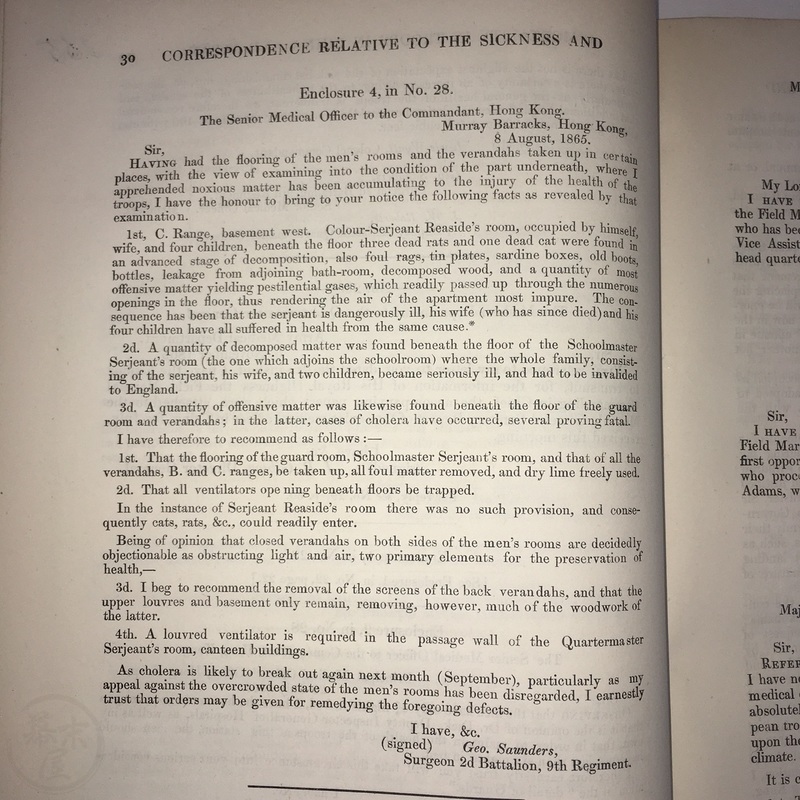 30 CORRESPONDENCE RELATIVE TO THE SICKNESS AND
Enclosure 4, in No. 28.
The Senior Medical Officer to the Commandant, Hong Kong.
Murray Barracks, Hong Kong,
8 August, 1865.
Sir,
HAVING had the flooring of the men's rooms and the verandahs taken up in certain
places, with the view of examining into the condition of the part underneath, where I
apprehended noxious matter has been accumulating to the injury of the health of the
troops, I have the honour to bring to your notice the following facts as revealed by that
examination.
1st, C. Range, basement west. Colour-Serjeant Reaside's room, occupied by himself,
wife, and four children, beneath the floor three dead rats and one dead cat were found in
an advanced stage of decomposition, also foul rags, tin plates, sardine boxes, old boots,
bottles, leakage from adjoining bath-room, decomposed wood, and a quantity of most
offensive matter yielding pestilential gases, which readily passed up through the numerous
openings in the floor, thus rendering the air of the apartment most impure. The con-
sequence has been that the serjeant is dangerously ill, his wife (who has since died) and his
four children have all suffered in health from the same cause.*
2d. A quantity of decomposed matter was found beneath the floor of the Schoolmaster
Serjeant's room (the one which adjoins the schoolroom) where the whole family, consist-
ing of the serjeant, his wife, and two children, became seriously ill, and had to be invalided
to England.
3d. A quantity of offensive matter was likewise found beneath the floor of the guard
room and verandahs; in the latter, cases of cholera have occurred, several proving fatal.
I have therefore to recommend as follows:—
1st. That the flooring of the guard room, Schoolmaster Serjeant's room, and that of all the
verandahs, B. and C. ranges, be taken up, all foul matter removed, and dry lime freely used.
2d. That all ventilators ope ning beneath floors be trapped.
In the instance of Serjeant Reaside's room there was no such provision, and conse-
quently cats, rats, &c., could readily enter.
Being of opinion that closed verandahs on both sides of the men's rooms are decidedly
objectionable as obstructing light and air, two primary elements for the preservation of
health,—
3d. I beg to recommend the removal of the screens of the back verandahs, and that the
upper louvres and basement only remain, removing, however, much of the woodwork of
the latter.
4th. A louvred ventilator is required in the passage wall of the Quartermaster
Serjeant's room, canteen buildings.
As cholera is likely to break out again next month (September), particularly as my
appeal against the overcrowded state of the men's rooms has been disregarded, I earnestly
trust that orders may be given for remedying the foregoing defects.
I have, &c.
(signed) Geo. Saunders,
Surgeon 2d Battalion, 9th Regiment.
M
My Lo
I HAVE
the Field M
who has bee
Vice Assist
head quarte
Sir,
I HAVE
Field Mar
first oppor
who proc
Adams, w
Maj
Sir,
REFER
I have no
medical
absolutel
pean tro
upon the
climate.
It is c